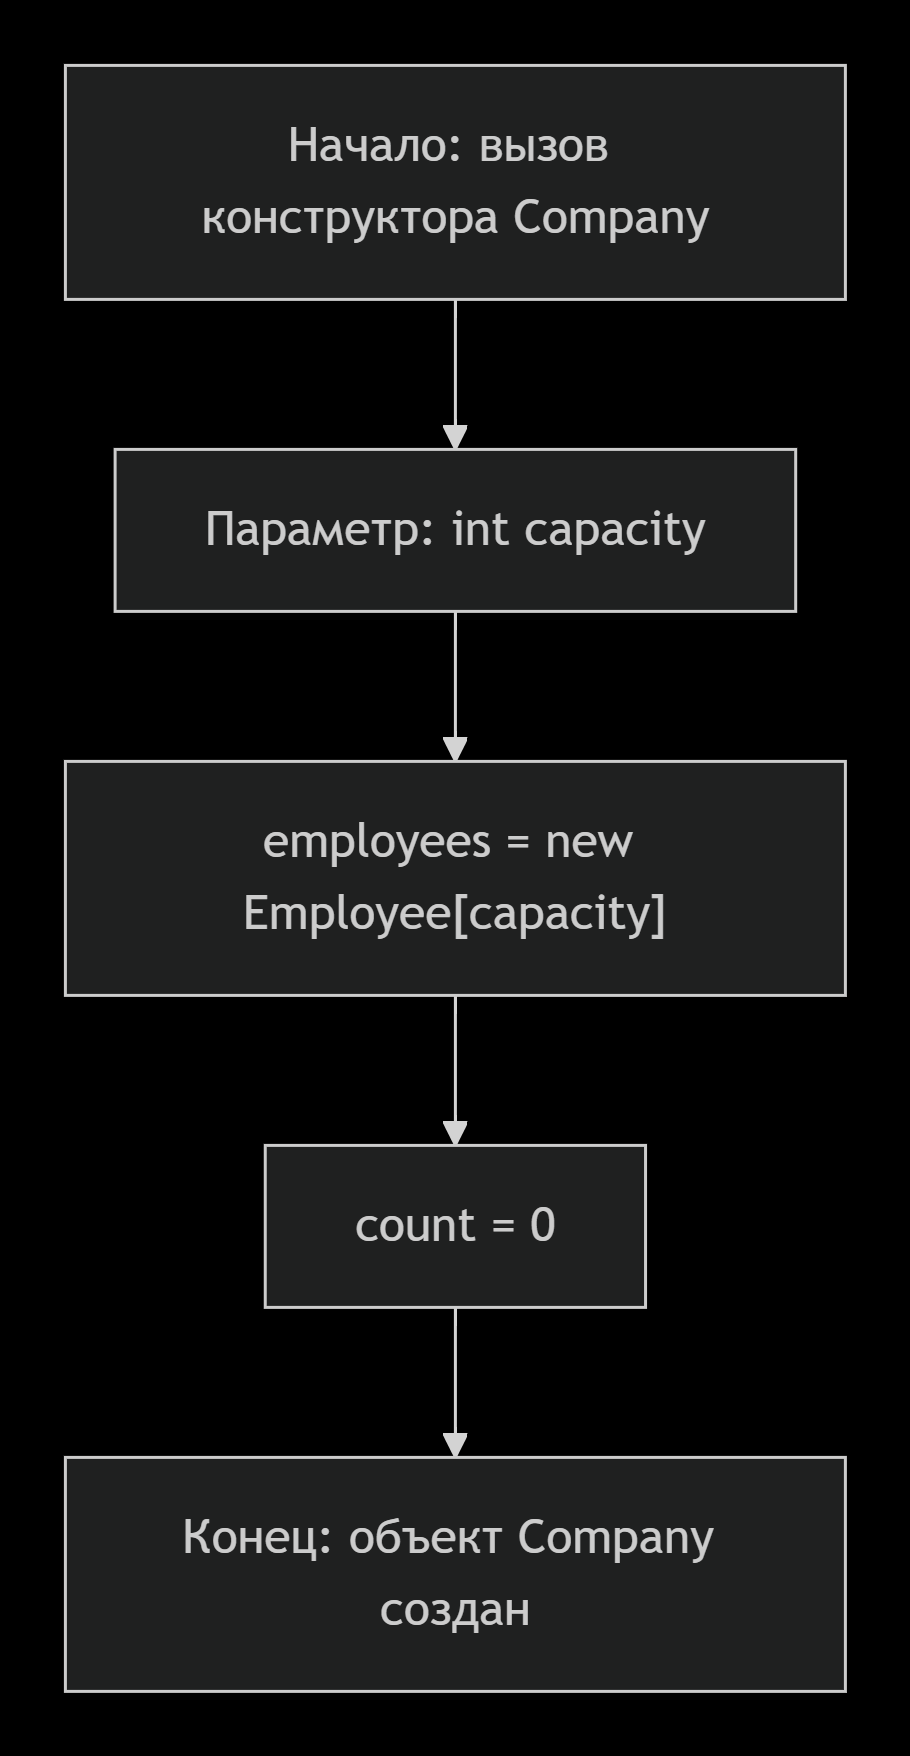 Начало: вызов
конструктора Company
Параметр: int capacity
employees = new
Employee[capacity]
count = 0
Конец: объект Company
создан